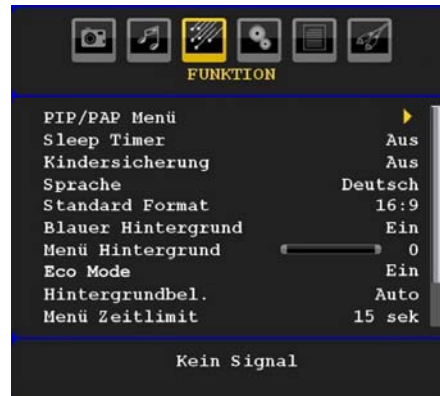 FUNKTION
PIP/PAP Menü
Sleep Timer Aus
Kindersicherung Aus
Sprache Deutsch
Standard Format 16:9
Blauer Hintergrund Ein
Menü Hintergrund 0
Eco Mode Ein
Hintergrundbel. Auto
Menü Zeitlimit 15 sek
Kein Signal